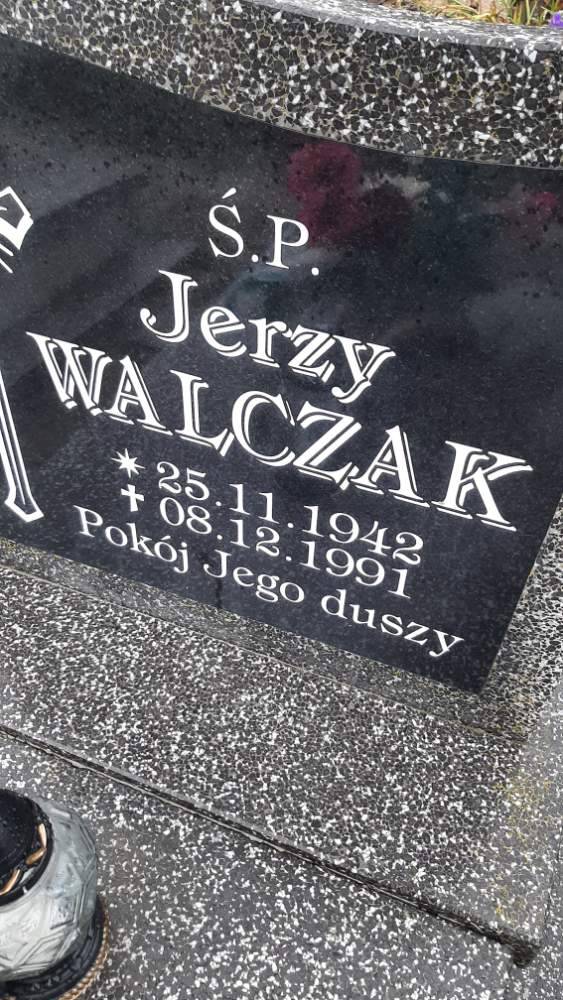 Ś.P.
Jerzy
WALCZAK
* 25.11.1942
✝ 08.12.1991
Pokój Jego duszy